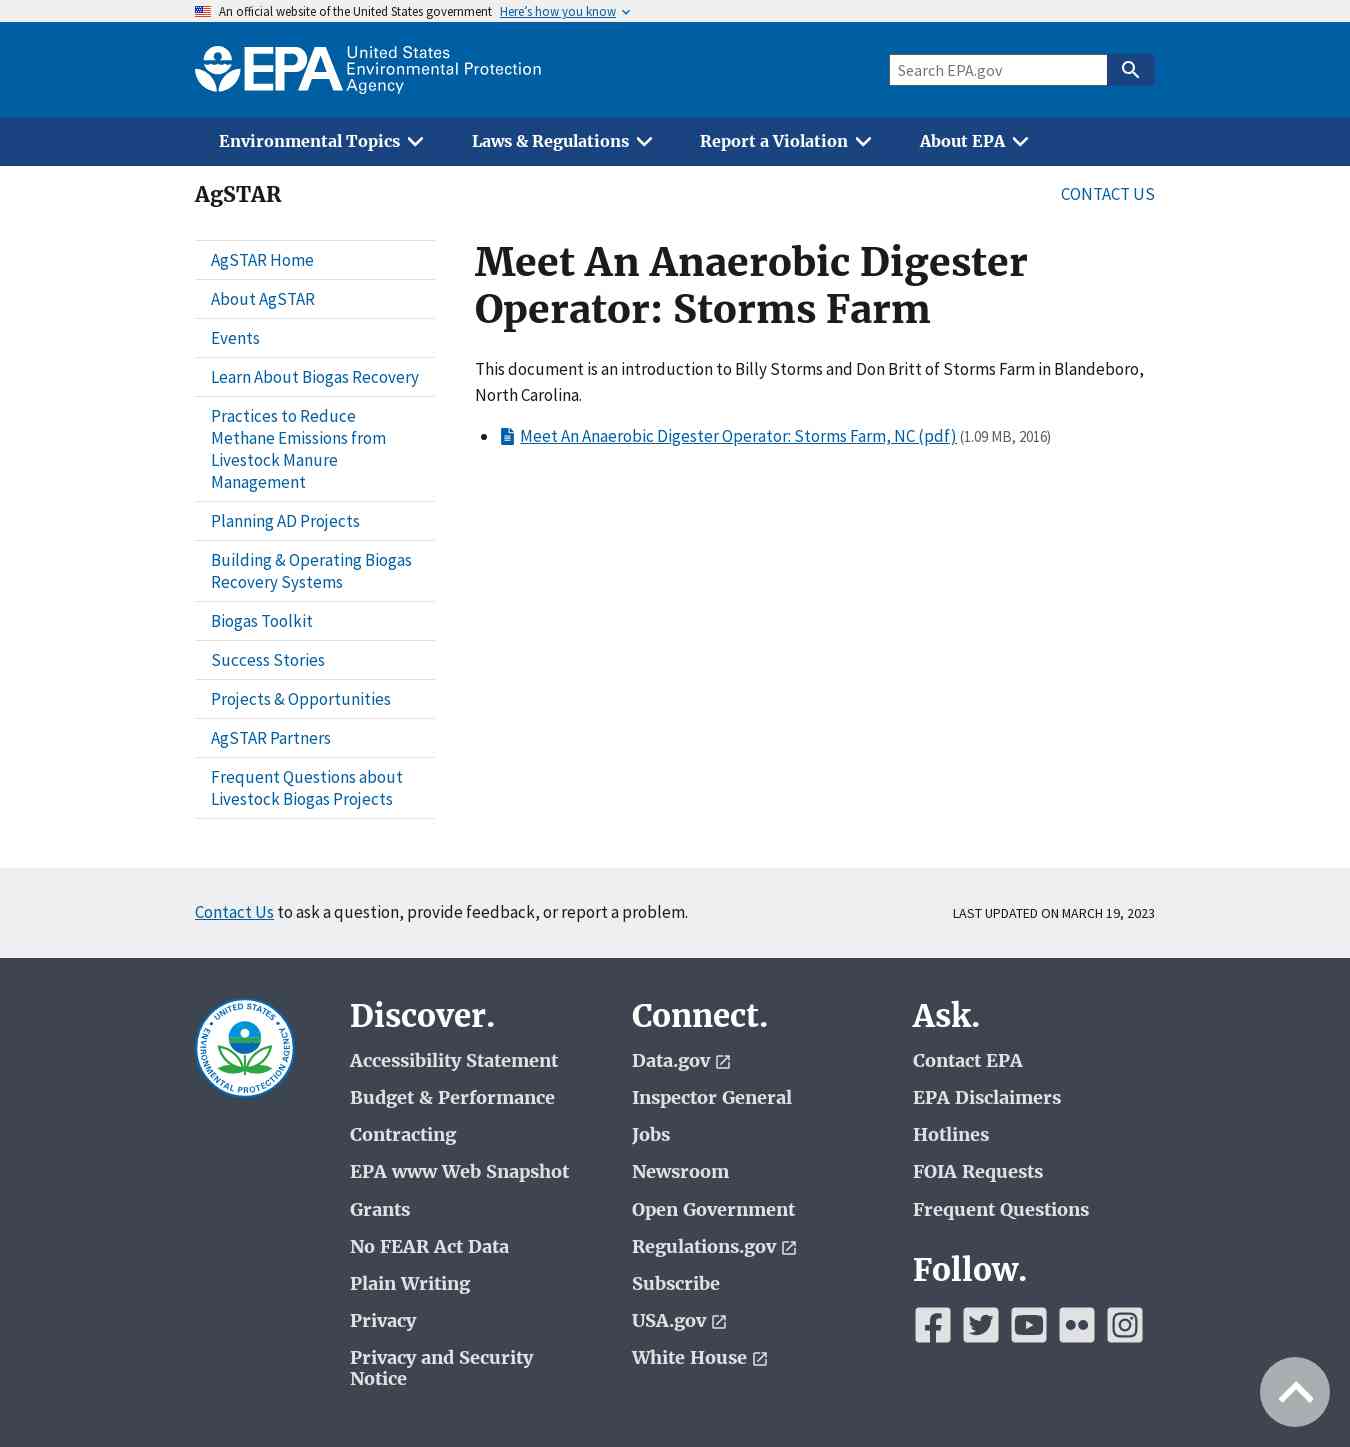 An official website of the United States government Here's how you know
EPA United States
Environmental Protection
Agency
Search EPA.gov
Environmental Topics
Laws & Regulations
Report a Violation
About EPA
AgSTAR
CONTACT US
AgSTAR Home
About AgSTAR
Events
Learn About Biogas Recovery
Practices to Reduce
Methane Emissions from
Livestock Manure
Management
Planning AD Projects
Building & Operating Biogas
Recovery Systems
Biogas Toolkit
Success Stories
Projects & Opportunities
AgSTAR Partners
Frequent Questions about
Livestock Biogas Projects
Meet An Anaerobic Digester
Operator: Storms Farm
This document is an introduction to Billy Storms and Don Britt of Storms Farm in Blandeboro,
North Carolina.
Meet An Anaerobic Digester Operator: Storms Farm, NC (pdf) (1.09 MB, 2016)
Contact Us to ask a question, provide feedback, or report a problem.
LAST UPDATED ON MARCH 19, 2023
UNITED STATES
ENVIRONMENTAL PROTECTION AGENCY
Discover.
Accessibility Statement
Budget & Performance
Contracting
EPA www Web Snapshot
Grants
No FEAR Act Data
Plain Writing
Privacy
Privacy and Security
Notice
Connect.
Data.gov
Inspector General
Jobs
Newsroom
Open Government
Regulations.gov
Subscribe
USA.gov
White House
Ask.
Contact EPA
EPA Disclaimers
Hotlines
FOIA Requests
Frequent Questions
Follow.